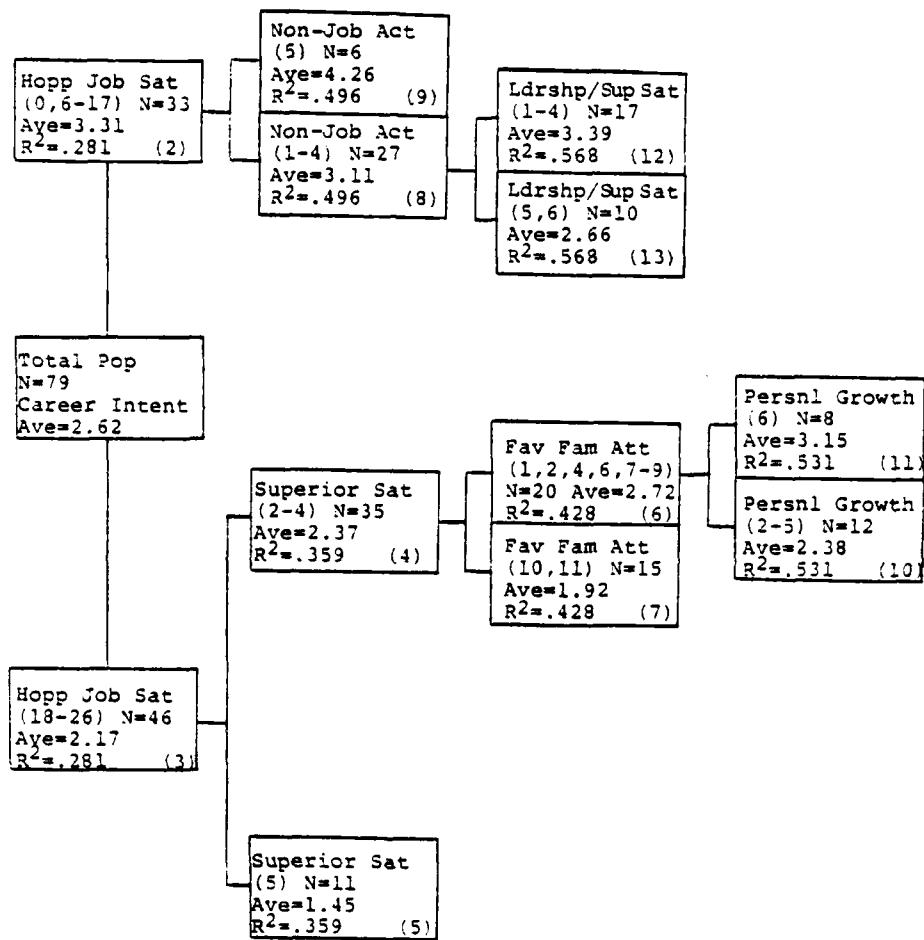 Non-Job Act
(5) N=6
Ave=4.26
R²=.496 (9)
Hopp Job Sat
(0,6-17) N=33
Ave=3.31
R²=.281 (2)
Non-Job Act
(1-4) N=27
Ave=3.11
R²=.496 (8)
Ldrshp/Sup Sat
(1-4) N=17
Ave=3.39
R²=.568 (12)
Ldrshp/Sup Sat
(5,6) N=10
Ave=2.66
R²=.568 (13)
Total Pop
N=79
Career Intent
Ave=2.62
Persnl Growth
(6) N=8
Ave=3.15
R²=.531 (11)
Fav Fam Att
(1,2,4,6,7-9)
N=20 Ave=2.72
R²=.428 (6)
Superior Sat
(2-4) N=35
Ave=2.37
R²=.359 (4)
Persnl Growth
(2-5) N=12
Ave=2.38
R²=.531 (10)
Fav Fam Att
(10,11) N=15
Ave=1.92
R²=.428 (7)
Hopp Job Sat
(18-26) N=46
Ave=2.17
R²=.281 (3)
Superior Sat
(5) N=11
Ave=1.45
R²=.359 (5)